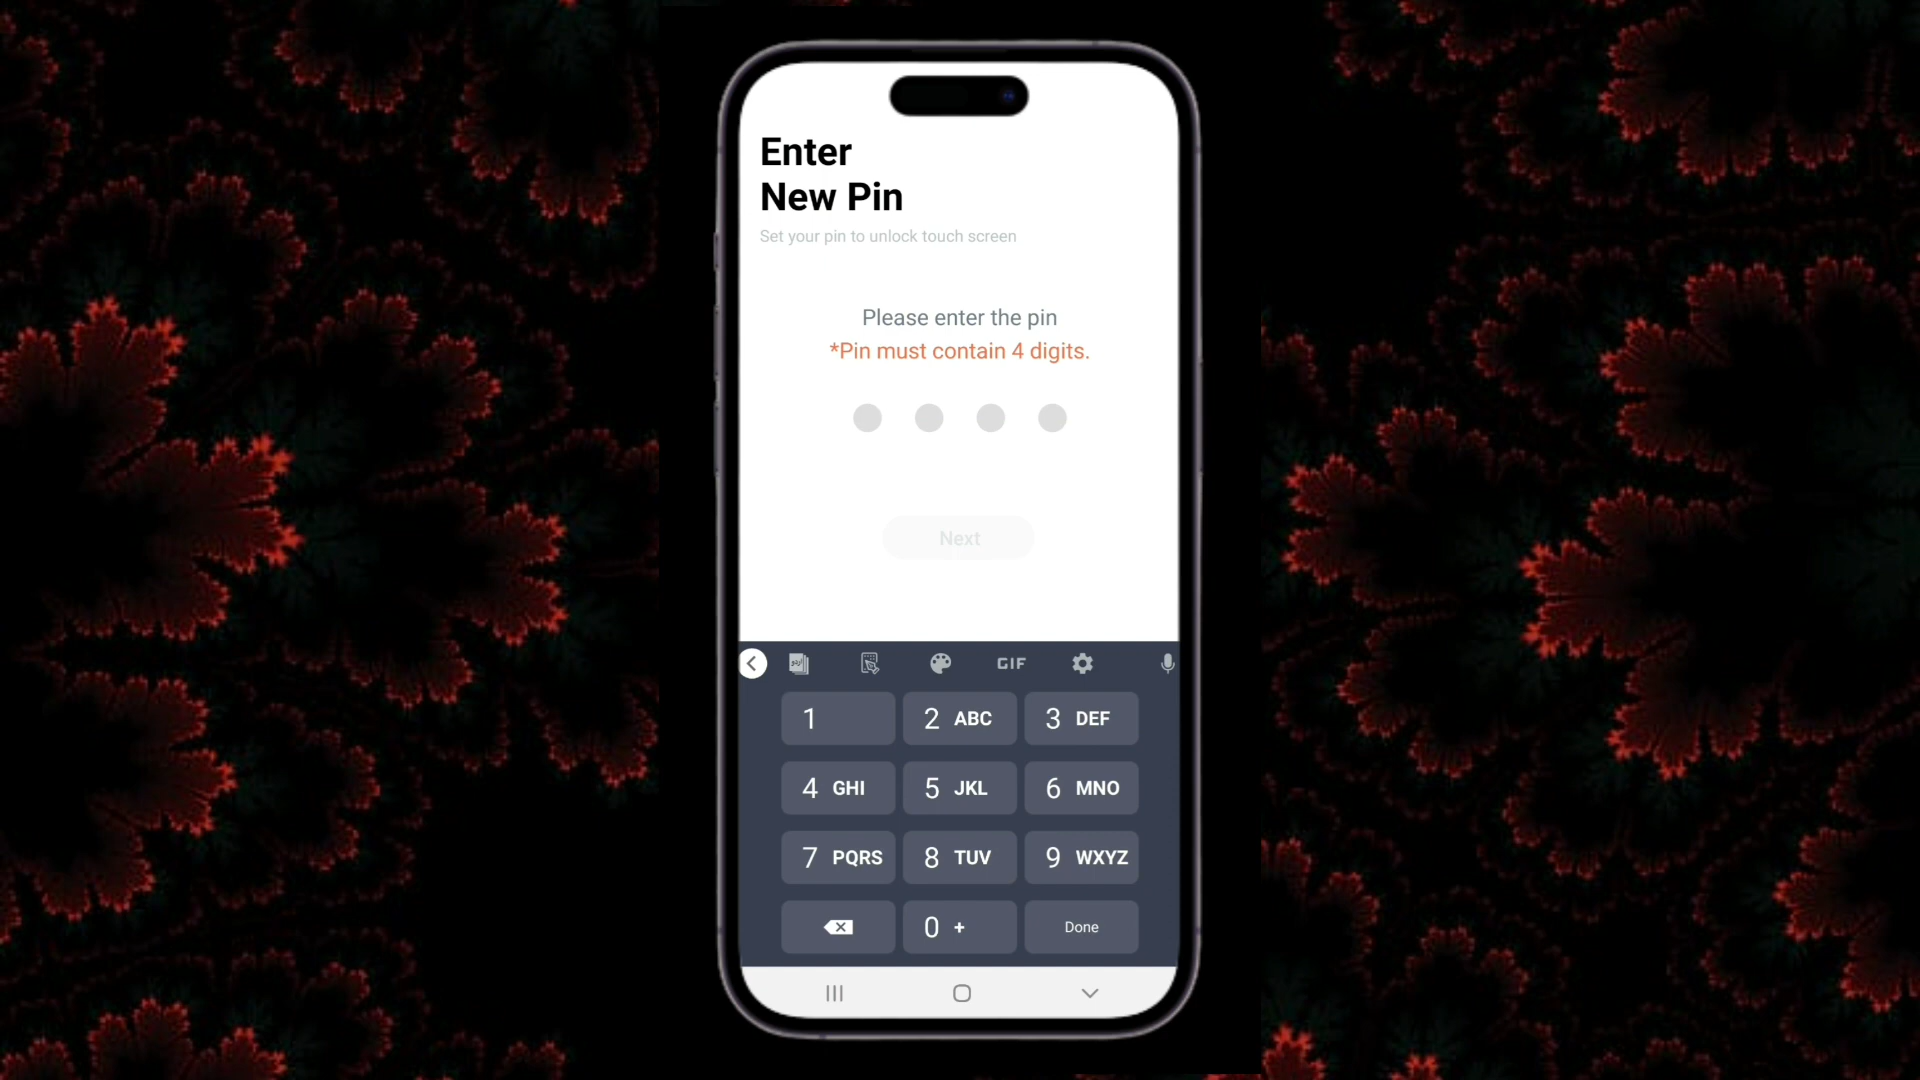 Enter
New Pin
Set your pin to unlock touch screen
Please enter the pin
*Pin must contain 4 digits.
Next
GIF
1
2 ABC
3 DEF
4 GHI
5 JKL
6 MNO
7 PQRS
8 TUV
9 WXYZ
0 +
Done